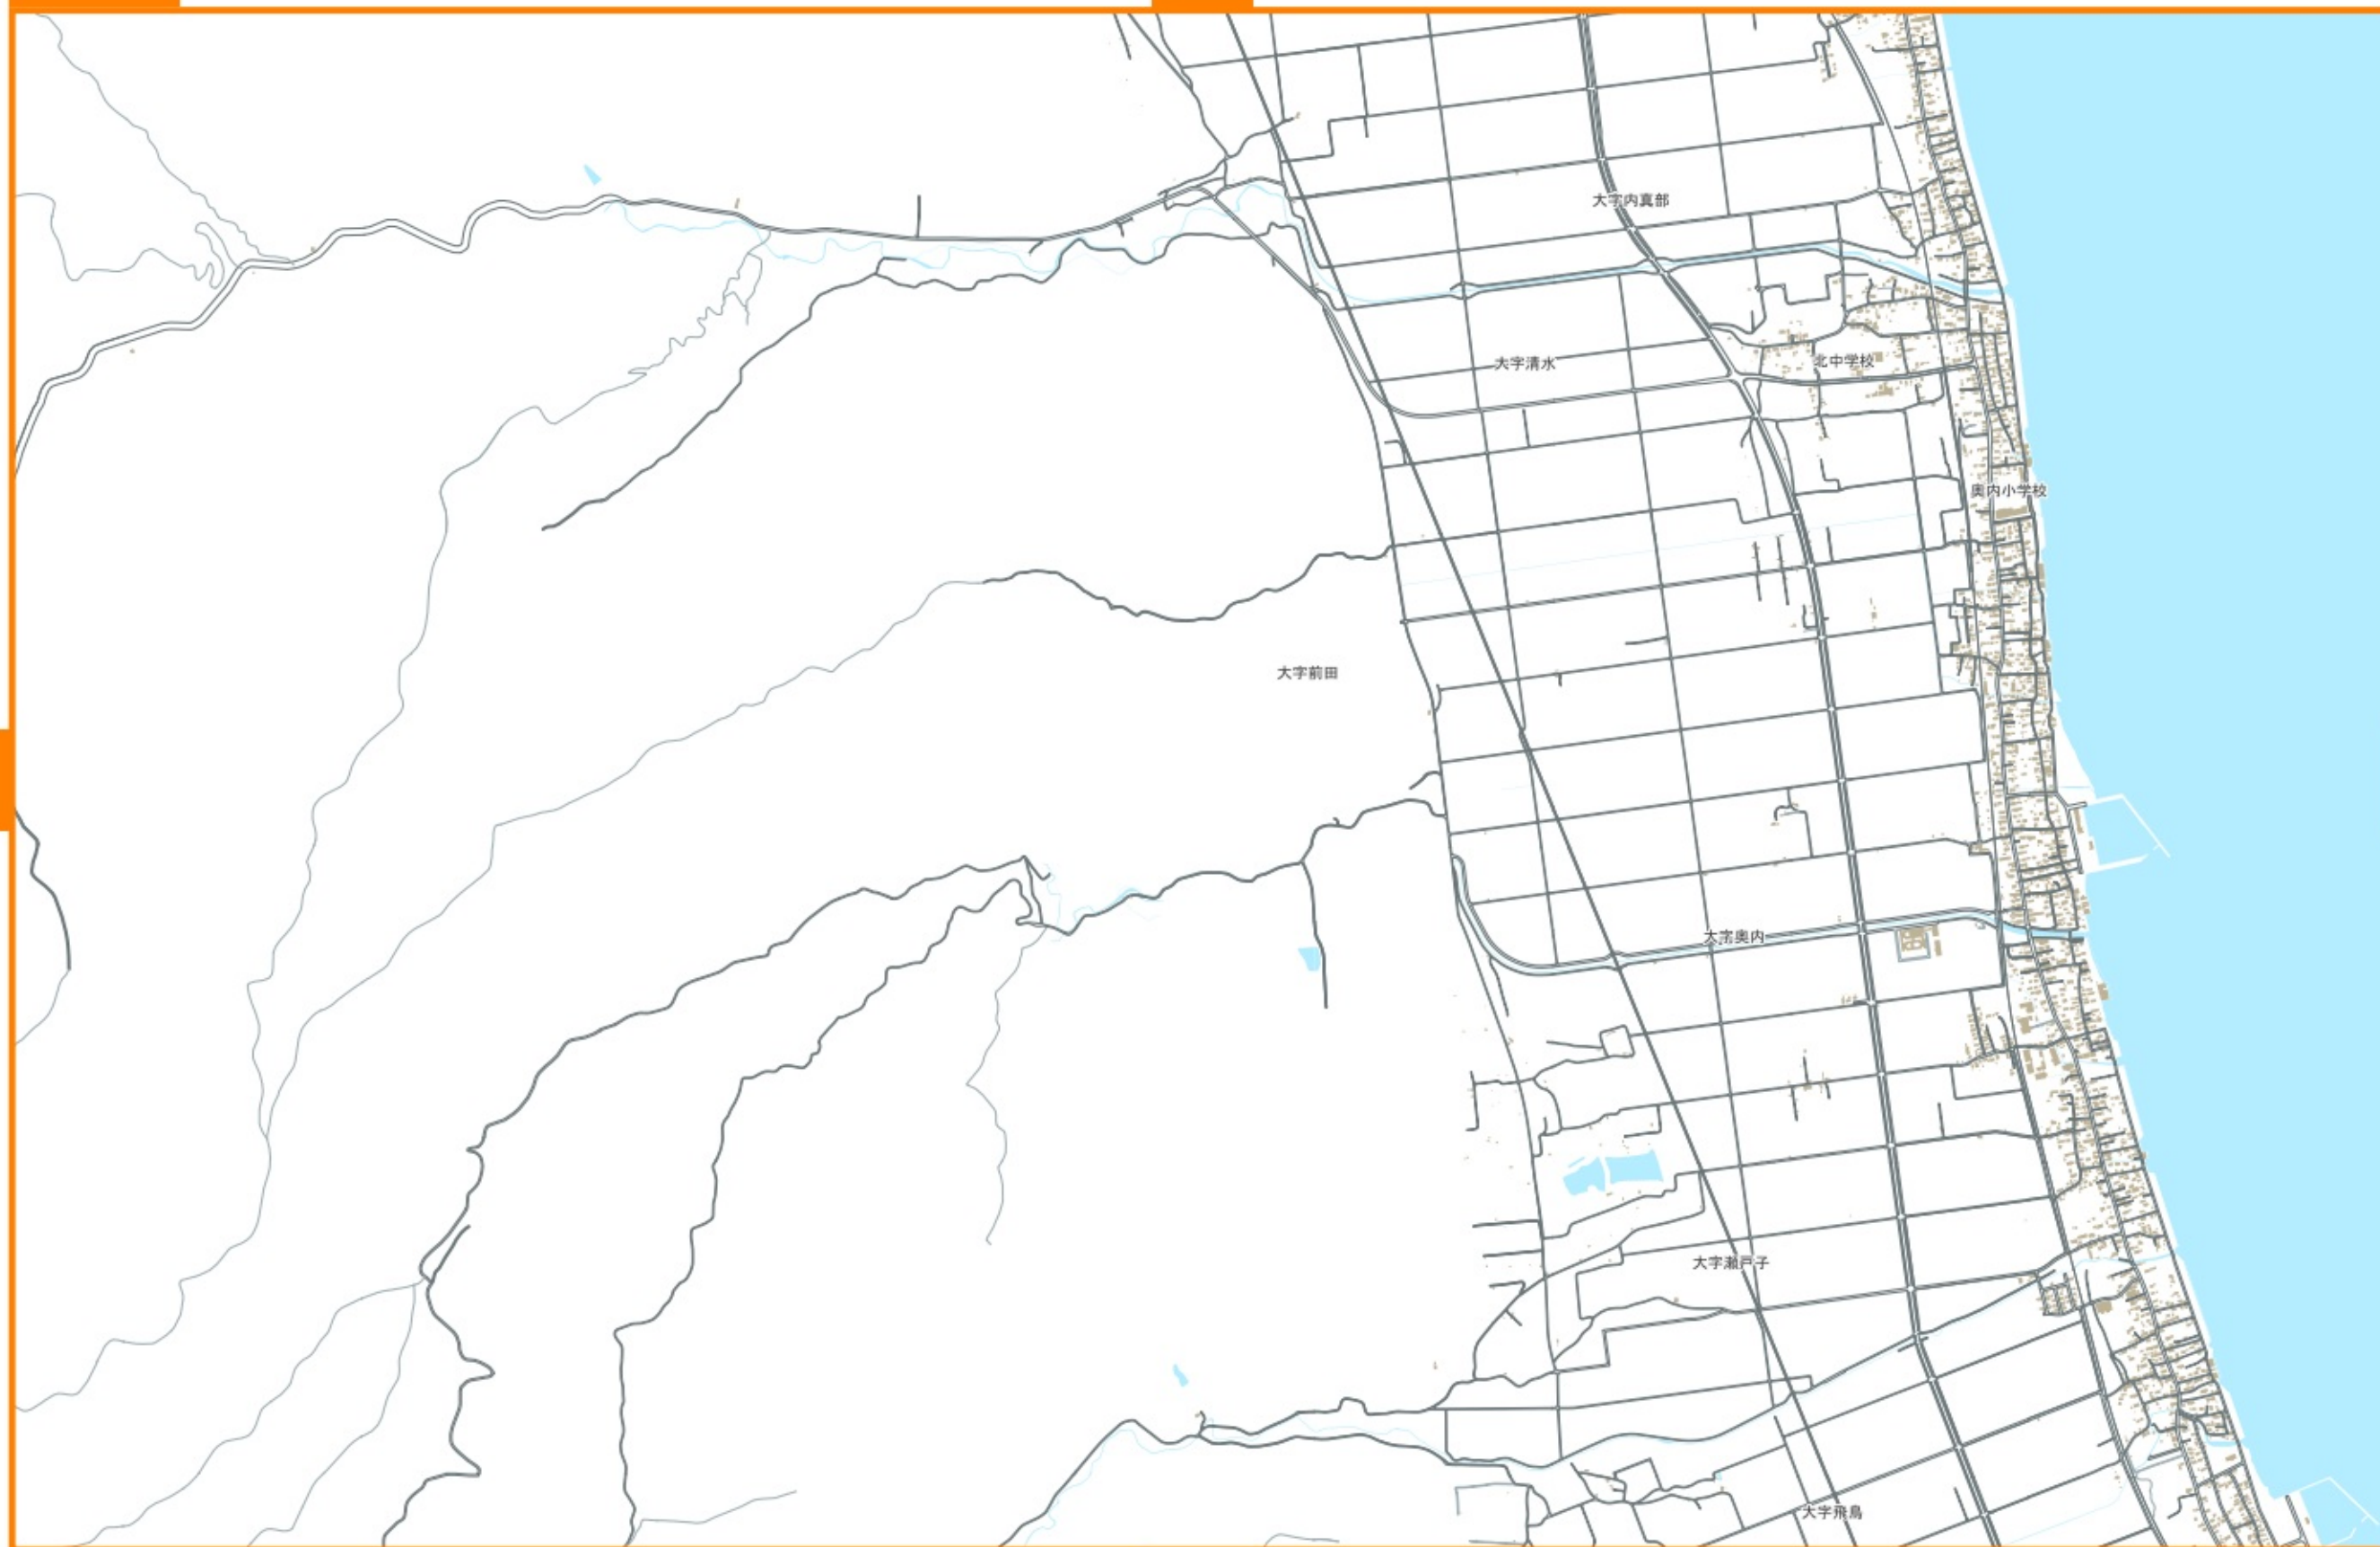 大字内真部
大字清水
北中学校
奥内小学校
大字前田
大字奥内
大字瀬戸子
大字飛鳥